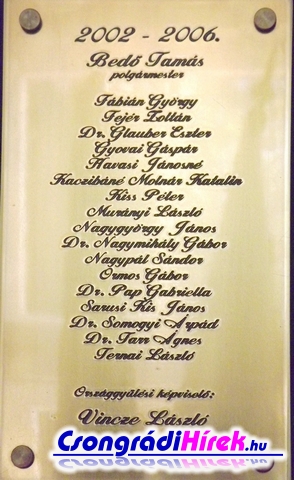 2002 - 2006.
Bedő Tamás
polgármester
Fábián György
Fejér Zoltán
Dr. Glauber Eszter
Gyovai Gáspár
Havasi Jánosné
Kaczibáné Molnár Katalin
Kiss Péter
Murányi László
Nagygyörgy János
Dr. Nagymihály Gábor
Nagypál Sándor
Ormos Gábor
Dr. Pap Gabriella
Sarusi Kis János
Dr. Somogyi Árpád
Dr. Tarr Ágnes
Ternai László
Országgyűlési képviselő:
Vincze László
CsongrádiHírek.hu